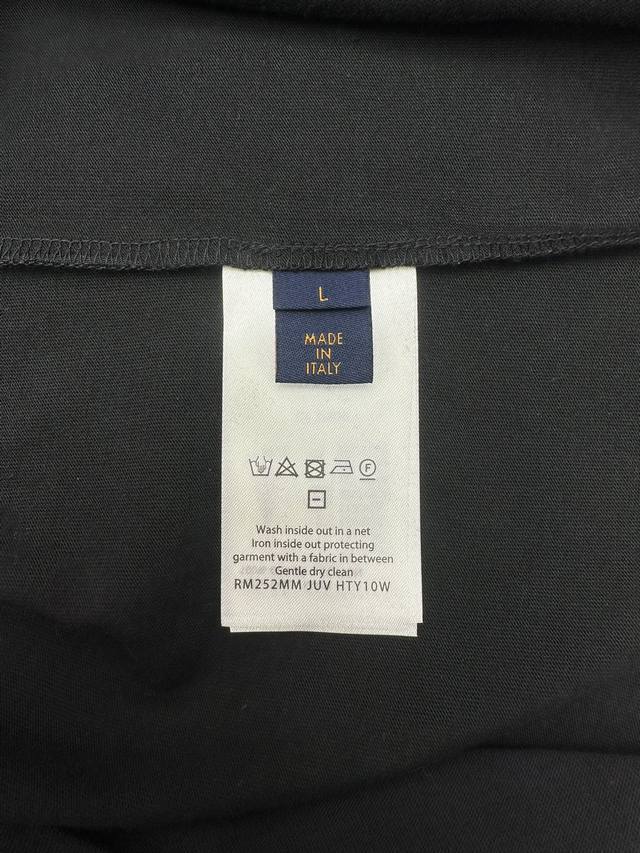 L
MADE
IN
ITALY
F
Wash inside out in a net
Iron inside out protecting
garment with a fabric in between
Gentle dry clean
RM252MM JUV HTY10W